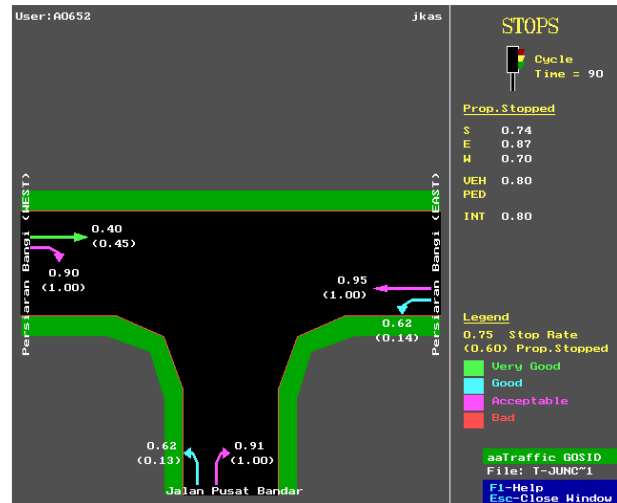 User:A0652
jkas
STOPS
Cycle
Time = 90
Prop.Stopped
S 0.74
E 0.87
W 0.70
VEH 0.80
PED
INT 0.80
Persiaran Bangi (WEST)
0.40
(0.45)
0.90
(1.00)
Persiaran Bangi (EAST)
0.95
(1.00)
0.62
(0.14)
0.62
(0.13)
0.91
(1.00)
Jalan Pusat Bandar
Legend
0.75 Stop Rate
(0.60) Prop.Stopped
Very Good
Good
Acceptable
Bad
aaTraffic GOSID
File: T-JUNC~1
F1-Help
Esc-Close Window